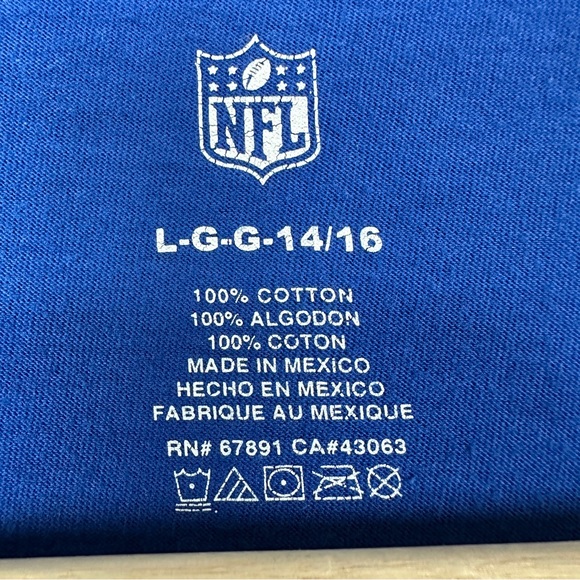 NFL
L-G-G-14/16
100% COTTON
100% ALGODON
100% COTON
MADE IN MEXICO
HECHO EN MEXICO
FABRIQUE AU MEXIQUE
RN# 67891 CA#43063